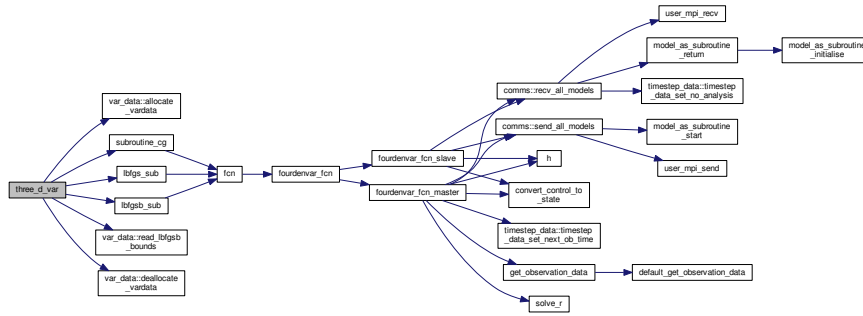 three_d_var
var_data::allocate
_vardata
subroutine_cg
lbfgs_sub
lbfgsb_sub
var_data::read_lbfgsb
_bounds
var_data::deallocate
_vardata
fcn
fourdenvar_fcn
fourdenvar_fcn_slave
fourdenvar_fcn_master
comms::recv_all_models
comms::send_all_models
h
convert_control_to
_state
timestep_data::timestep
_data_set_next_ob_time
get_observation_data
solve_r
user_mpi_recv
model_as_subroutine
_return
timestep_data::timestep
_data_set_no_analysis
model_as_subroutine
_start
user_mpi_send
default_get_observation_data
model_as_subroutine
_initialise